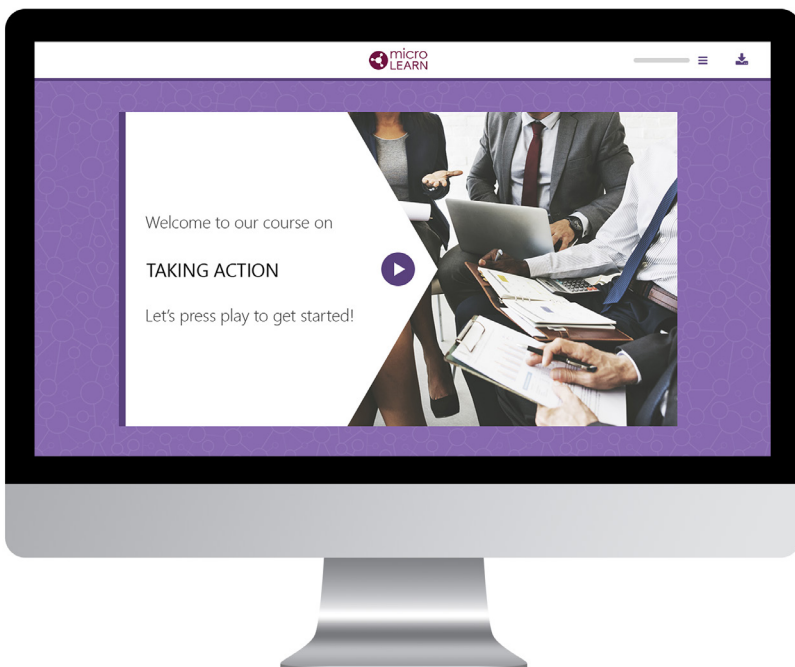 micro
LEARN
Welcome to our course on
TAKING ACTION
Let's press play to get started!